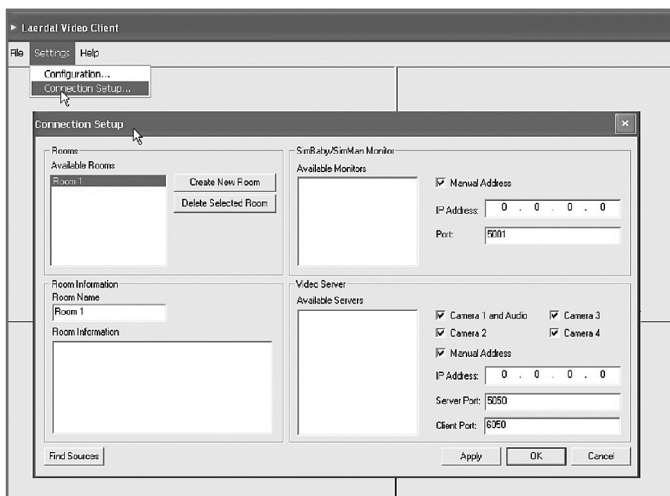 Laerdal Video Client
File Settings Help
Configuration...
Connection Setup...
Connection Setup
Rooms
Available Rooms
Room 1
Create New Room
Delete Selected Room
SimBaby/SimMan Monitor
Available Monitors
Manual Address
IP Address: 0 . 0 . 0 . 0
Port: 5001
Room Information
Room Name
Room 1
Room Information
Video Server
Available Servers
Camera 1 and Audio Camera 3
Camera 2 Camera 4
Manual Address
IP Address: 0 . 0 . 0 . 0
Server Port: 5050
Client Port: 6050
Find Sources Apply OK Cancel